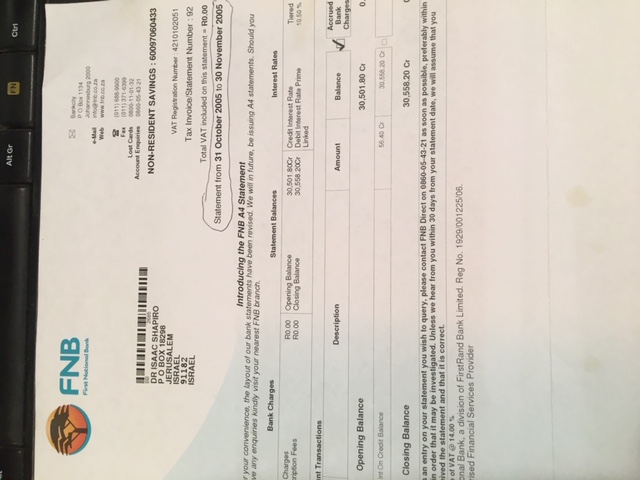 Alt Gr
FN
Ctrl
FNB
First National Bank
Bankcity
P O Box 1134
Johannesburg 2000
e-Mail info@fnb.co.za
Web www.fnb.co.za
Fax (011) 371-6399
Lost Cards 0800-11-01-32
Account Enquiries 0860-05-43-21
NON-RESIDENT SAVINGS : 60097060433
DR ISAAC SHAPIRO
P O BOX 18298
JERUSALEM
ISRAEL
91182
ISRAEL
VAT Registration Number : 4210102051
Tax Invoice/Statement Number : 92
Total VAT included on this statement = R0.00
Statement from 31 October 2005 to 30 November 2005
Introducing the FNB A4 Statement
r your convenience, the layout of our bank statements have been revised. We will in future, be issuing A4 statements. Should you
ve any enquiries kindly visit your nearest FNB branch.
Bank Charges Statement Balances Interest Rates
Charges R0.00 Opening Balance 30,501.80Cr Credit Interest Rate Tiered
ription Fees R0.00 Closing Balance 30,558.20Cr Debit Interest Rate Prime 10.50 %
Linked
nt Transactions
Description Amount Balance Accrued
Bank
Charges
Opening Balance 30,501.80 Cr 0.
Int On Credit Balance 56.40 Cr 30,558.20 Cr
Closing Balance 30,558.20 Cr
s an entry on your statement you wish to query, please contact FNB Direct on 0860-05-43-21 as soon as possible, preferably within
in order that it may be investigated. Unless we hear from you within 30 days from your statement date, we will assume that you
eived the statement and that it is correct.
of VAT @ 14.00 %
onal Bank, a division of FirstRand Bank Limited. Reg No. 1929/001225/06.
rised Financial Services Provider